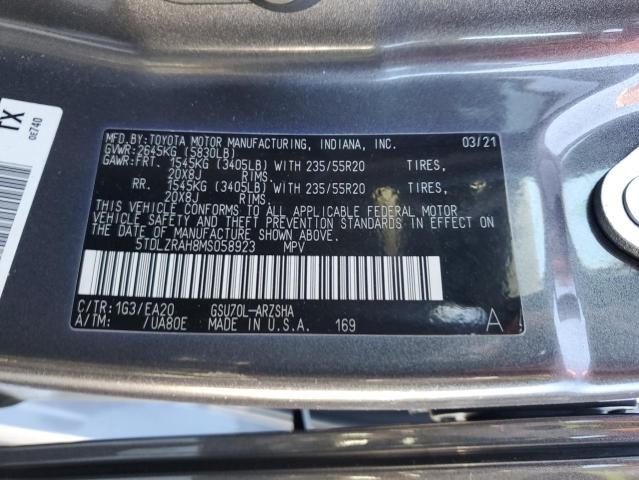 MFD.BY:TOYOTA MOTOR MANUFACTURING, INDIANA, INC. 03/21
GVWR:2645KG (5830LB)
GAWR:FRT. 1545KG (3405LB) WITH 235/55R20 TIRES,
20X8J RIMS.
RR. 1545KG (3405LB) WITH 235/55R20 TIRES,
20X8J RIMS.
THIS VEHICLE CONFORMS TO ALL APPLICABLE FEDERAL MOTOR
VEHICLE SAFETY AND THEFT PREVENTION STANDARDS IN EFFECT ON
THE DATE OF MANUFACTURE SHOWN ABOVE.
5TDLZRAH8MS058923 MPV
C/TR:1G3/EA20 GSU70L-ARZSHA
A/TM: /UA80E MADE IN U.S.A. 169 A
TX
0E740